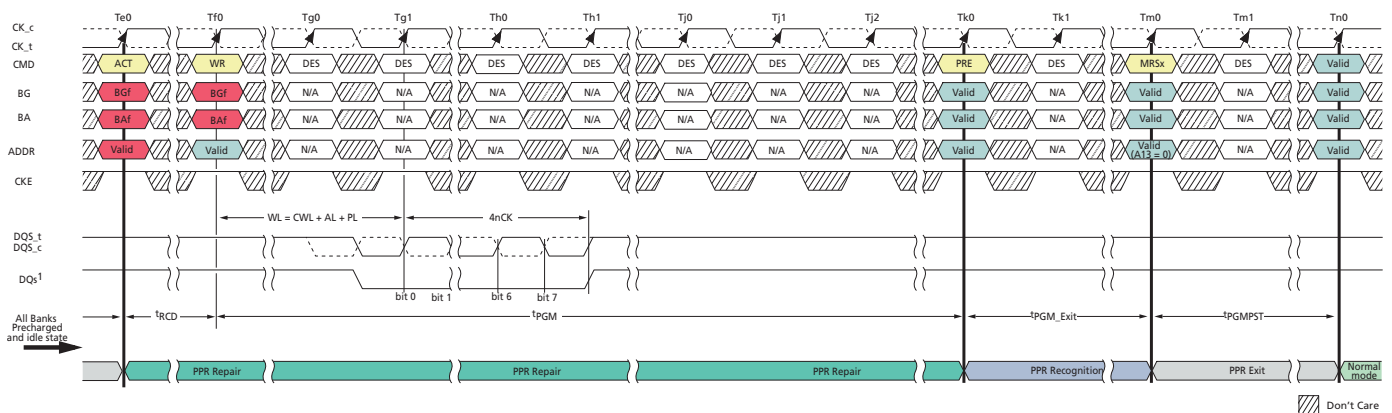 Te0 Tf0 Tg0 Tg1 Th0 Th1 Tj0 Tj1 Tj2 Tk0 Tk1 Tm0 Tm1 Tn0
CK_c
CK_t
CMD ACT WR DES DES DES DES DES DES DES PRE DES MRSx DES Valid
BG BGf BGf N/A N/A N/A N/A N/A N/A N/A Valid N/A Valid N/A Valid
BA BAf BAf N/A N/A N/A N/A N/A N/A N/A Valid N/A Valid N/A Valid
ADDR Valid Valid N/A N/A N/A N/A N/A N/A N/A Valid N/A Valid (A13 = 0) N/A Valid
CKE
WL = CWL + AL + PL 4nCK
DQS_t
DQS_c
DQs1
bit 0 bit 1 bit 6 bit 7
All Banks
Precharged
and idle state
tRCD tPGM tPGM_Exit tPGMPST
PPR Repair PPR Repair PPR Repair PPR Recognition PPR Exit Normal mode
Don't Care